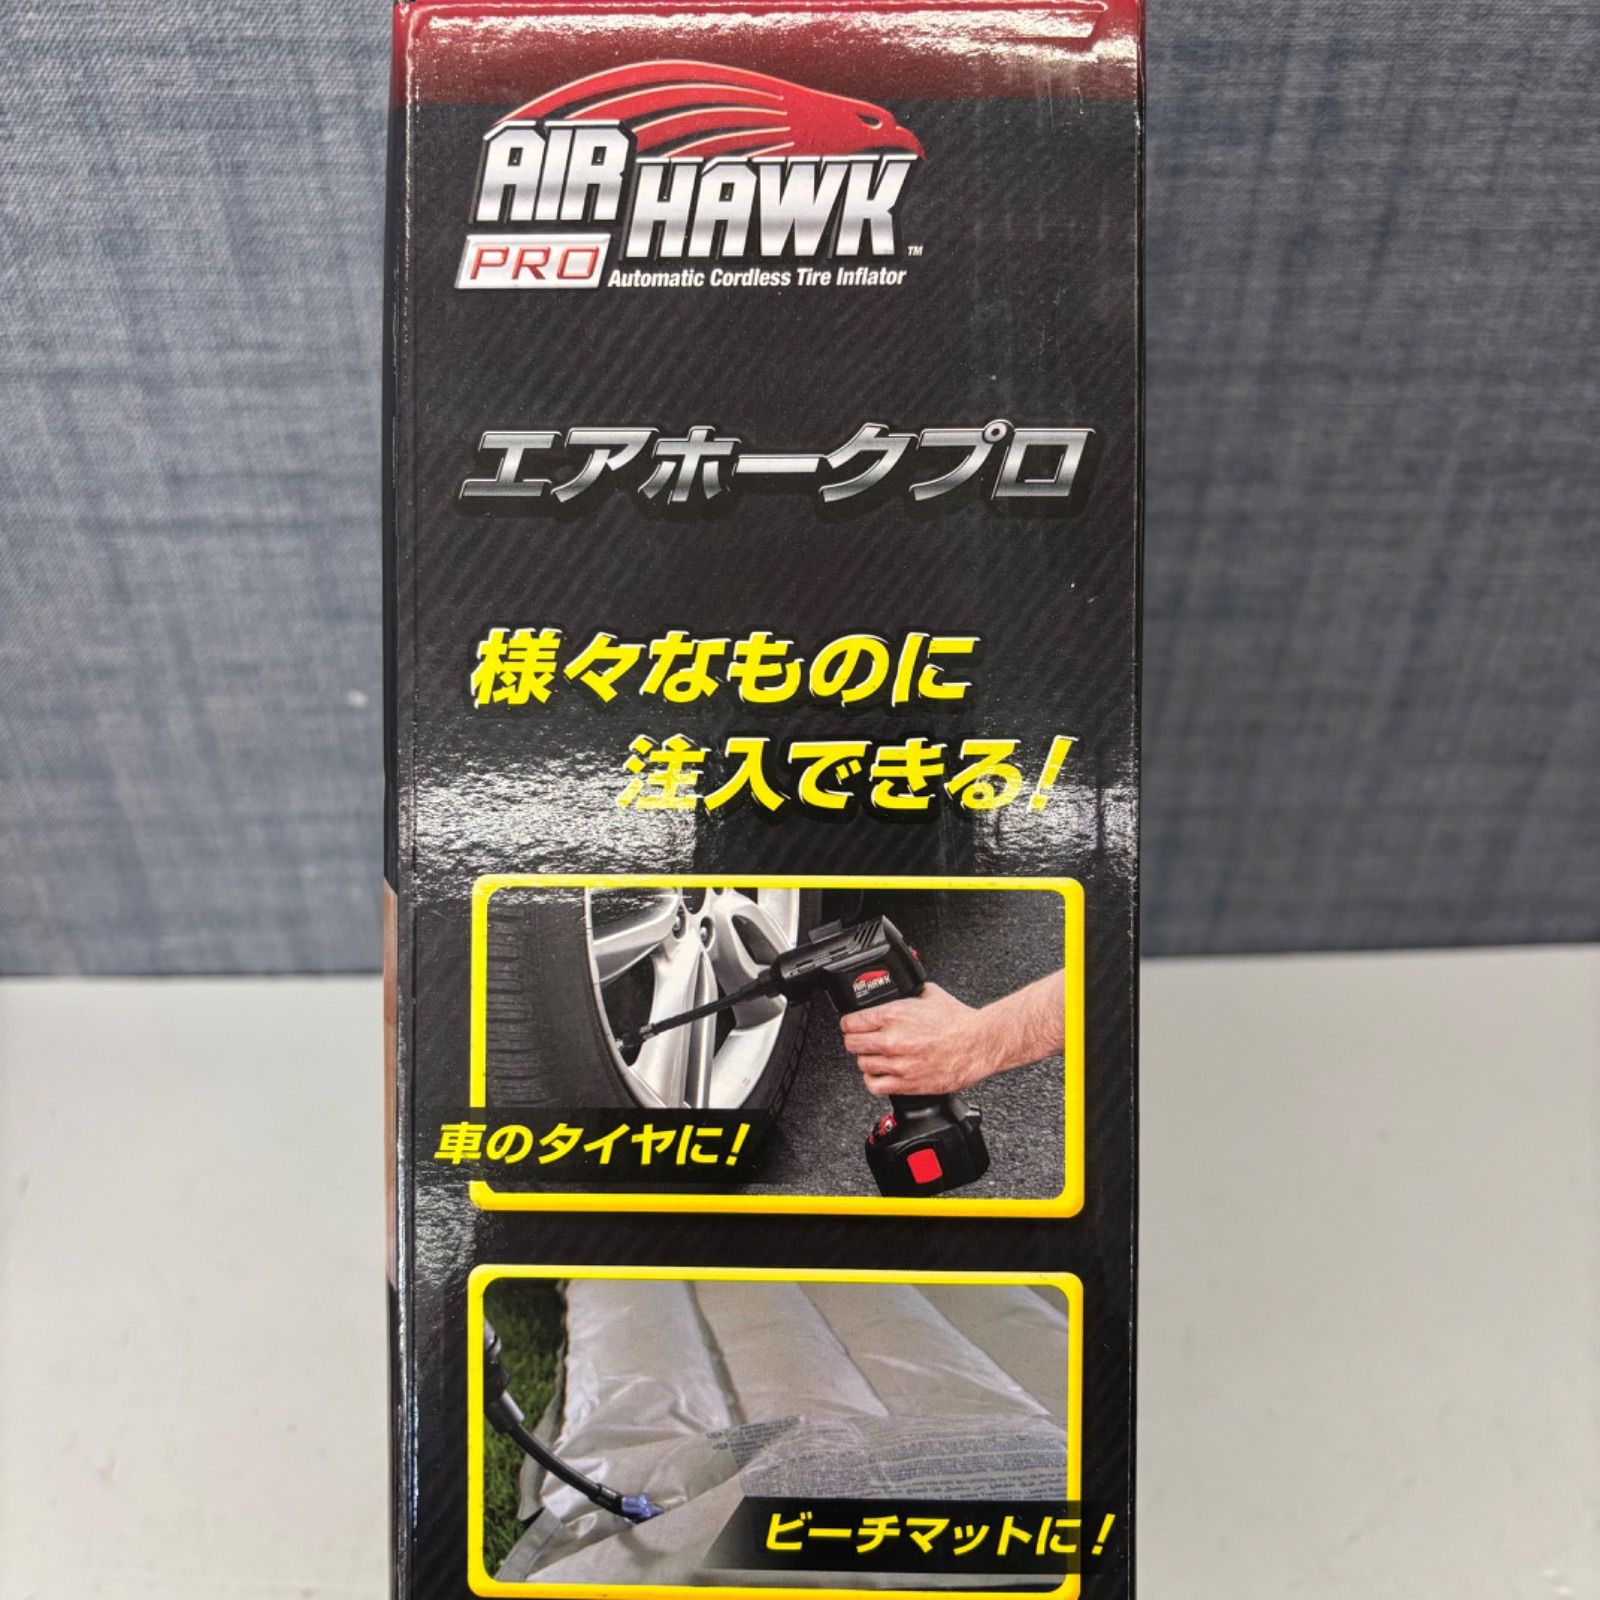 AIR HAWK™
PRO
Automatic Cordless Tire Inflator
エアホークプロ
様々なものに
注入できる!
AIR HAWK
車のタイヤに!
ビーチマットに!